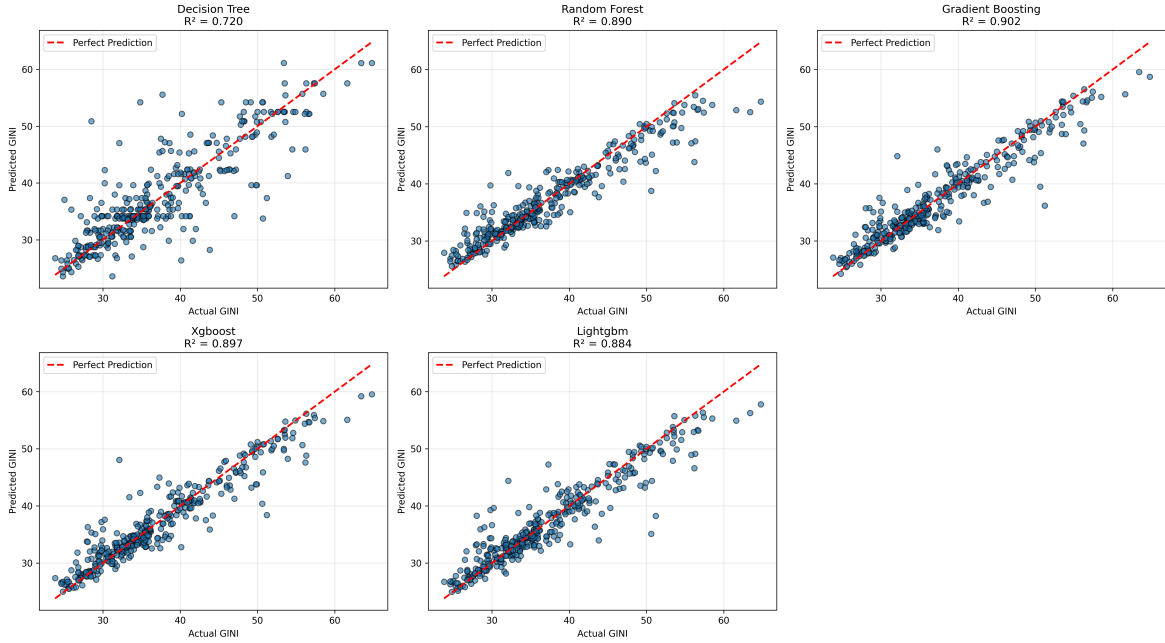 Decision Tree
R² = 0.720
Perfect Prediction
60
50
40
30
Predicted GINI
30 40 50 60
Actual GINI
Random Forest
R² = 0.890
Perfect Prediction
60
50
40
30
Predicted GINI
30 40 50 60
Actual GINI
Gradient Boosting
R² = 0.902
Perfect Prediction
60
50
40
30
Predicted GINI
30 40 50 60
Actual GINI
Xgboost
R² = 0.897
Perfect Prediction
60
50
40
30
Predicted GINI
30 40 50 60
Actual GINI
Lightgbm
R² = 0.884
Perfect Prediction
60
50
40
30
Predicted GINI
30 40 50 60
Actual GINI